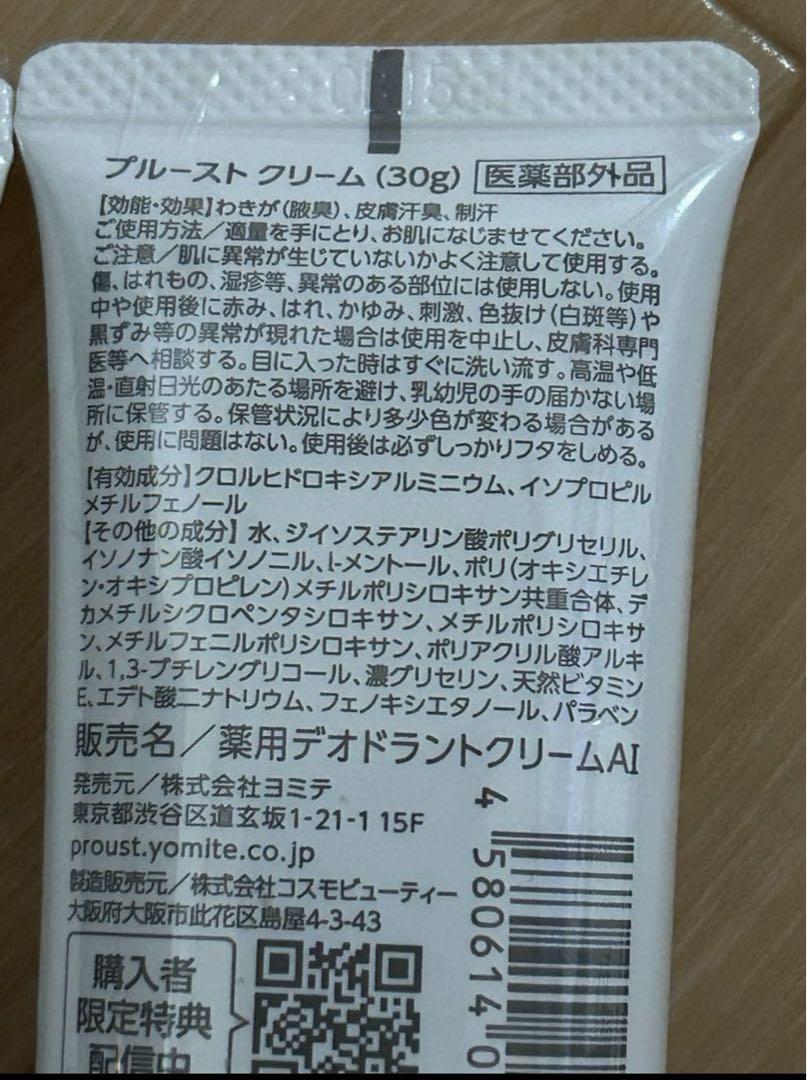 プルースト クリーム (30g) 医薬部外品
【効能・効果】わきが(腋臭)、皮膚汗臭、制汗
ご使用方法／適量を手にとり、お肌になじませてください。
ご注意／肌に異常が生じていないかよく注意して使用する。
傷、はれもの、湿疹等、異常のある部位には使用しない。使用
中や使用後に赤み、はれ、かゆみ、刺激、色抜け(白斑等)や
黒ずみ等の異常が現れた場合は使用を中止し、皮膚科専門
医等へ相談する。目に入った時はすぐに洗い流す。高温や低
温・直射日光のあたる場所を避け、乳幼児の手の届かない場
所に保管する。保管状況により多少色が変わる場合がある
が、使用に問題はない。使用後は必ずしっかりフタをしめる。
【有効成分】クロルヒドロキシアルミニウム、イソプロピル
メチルフェノール
【その他の成分】水、ジイソステアリン酸ポリグリセリル、
イソノナン酸イソノニル、l-メントール、ポリ(オキシエチレ
ン・オキシプロピレン)メチルポリシロキサン共重合体、デ
カメチルシクロペンタシロキサン、メチルポリシロキサ
ン、メチルフェニルポリシロキサン、ポリアクリル酸アルキ
ル、1,3-ブチレングリコール、濃グリセリン、天然ビタミン
E、エデト酸二ナトリウム、フェノキシエタノール、パラベン
販売名／薬用デオドラントクリームAI
発売元／株式会社ヨミテ
東京都渋谷区道玄坂1-21-1 15F
proust.yomite.co.jp
製造販売元／株式会社コスモビューティー
大阪府大阪市此花区島屋4-3-43
購入者
限定特典
配信中
4 580614 0